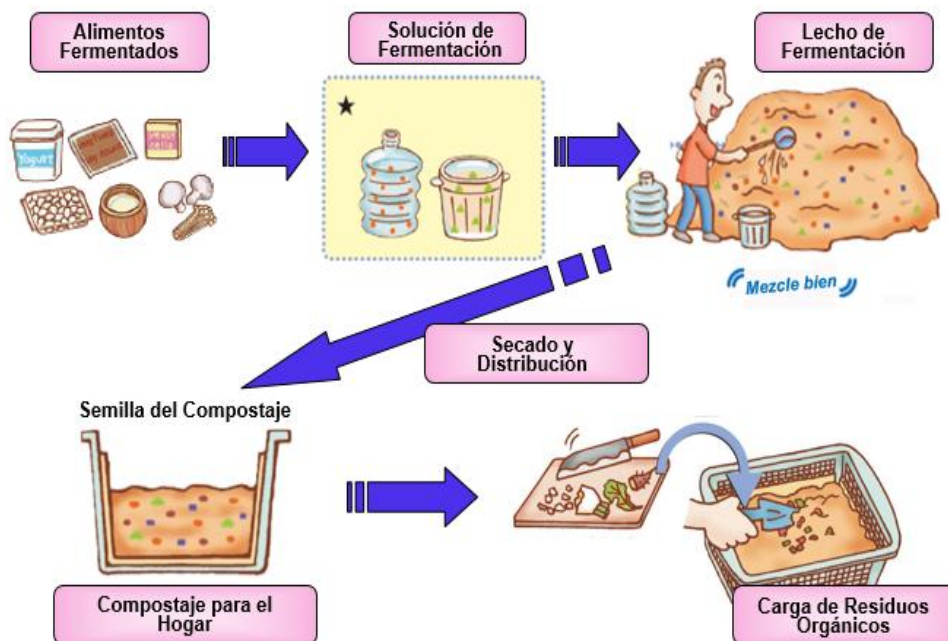 Alimentos
Fermentados
Solución de
Fermentación
Lecho de
Fermentación
Yogurt
Mezcle bien
Secado y
Distribución
Semilla del Compostaje
Compostaje para el
Hogar
Carga de Residuos
Orgánicos